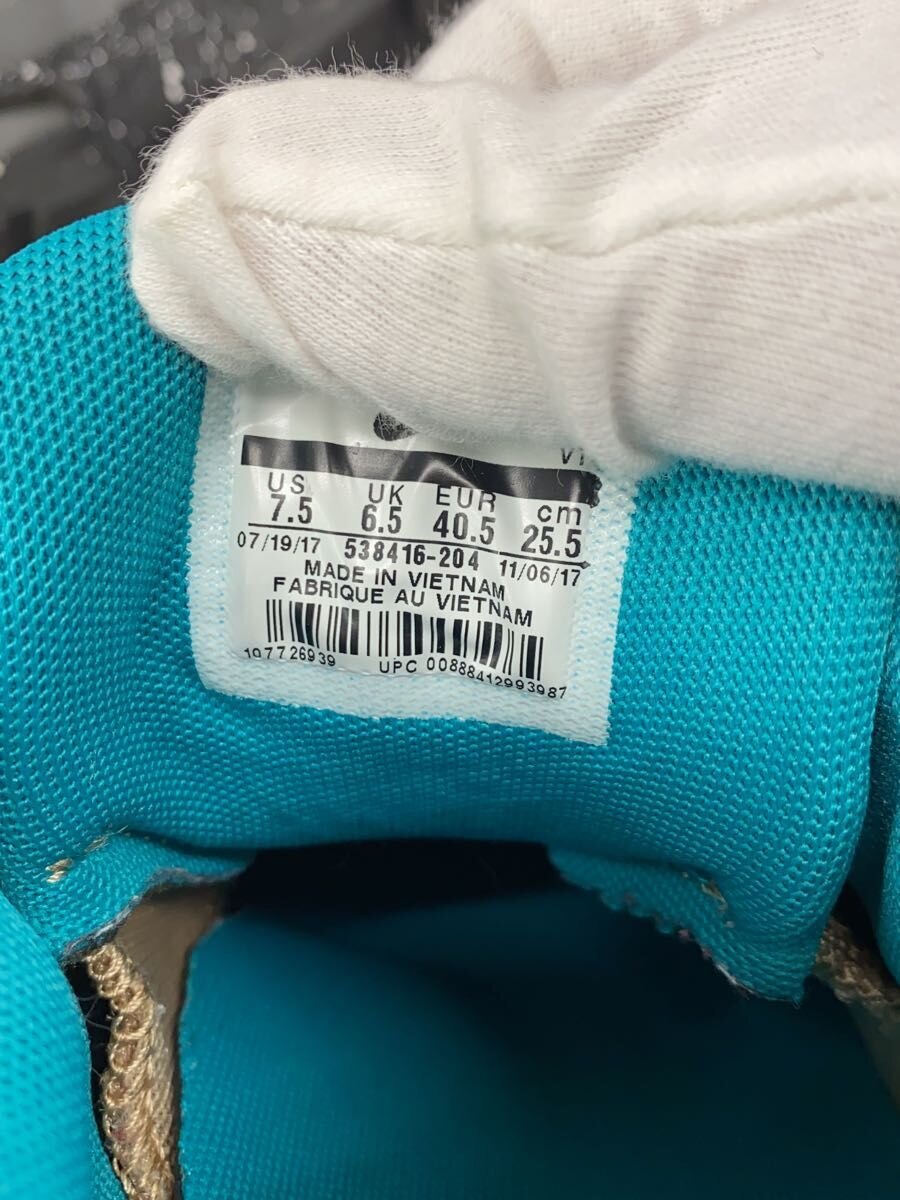 US UK EUR cm
7.5 6.5 40.5 25.5
07/19/17 538416-204 11/06/17
MADE IN VIETNAM
FABRIQUE AU VIETNAM
107726939 UPC 00888412993987